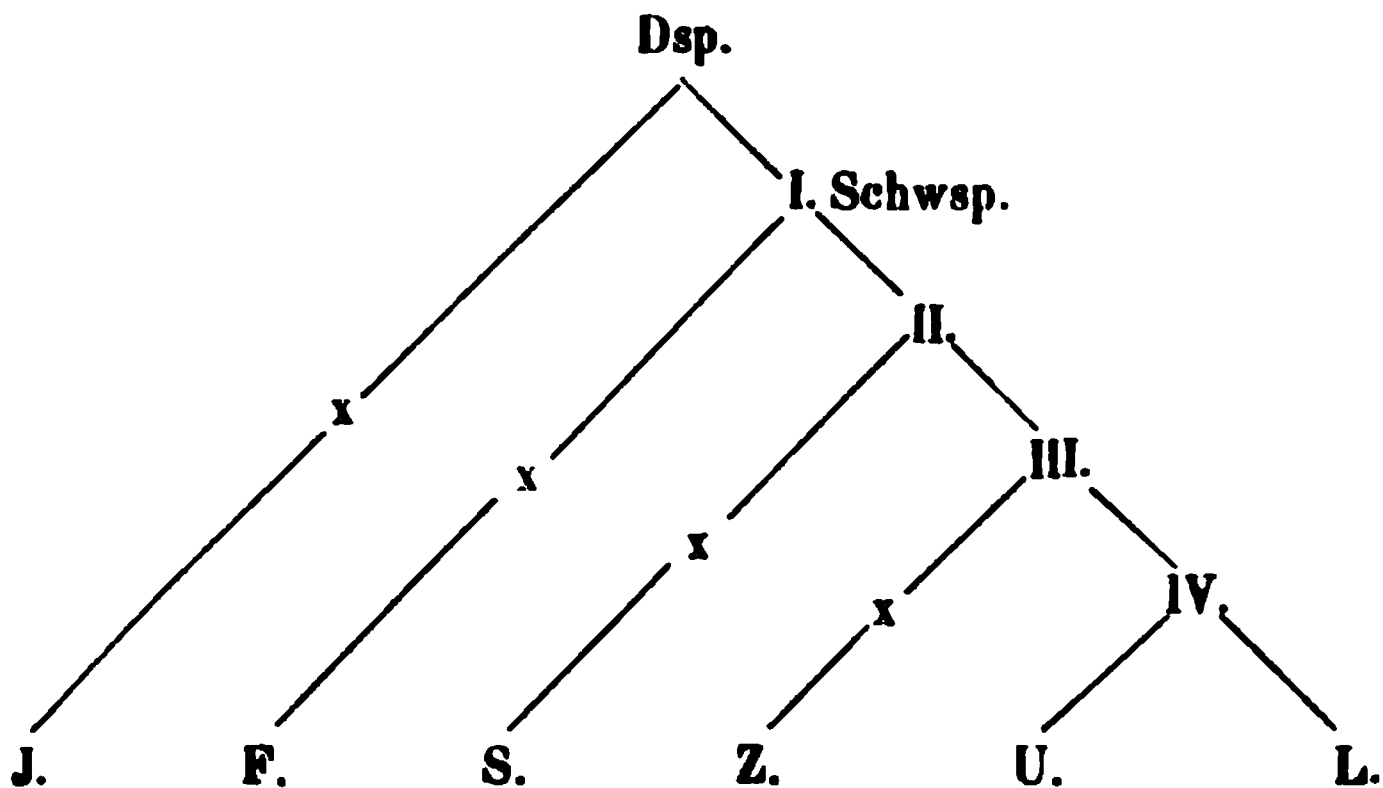 Dsp.
I. Schwsp.
II.
x
III.
x
x
IV.
x
J. F. S. Z. U. L.